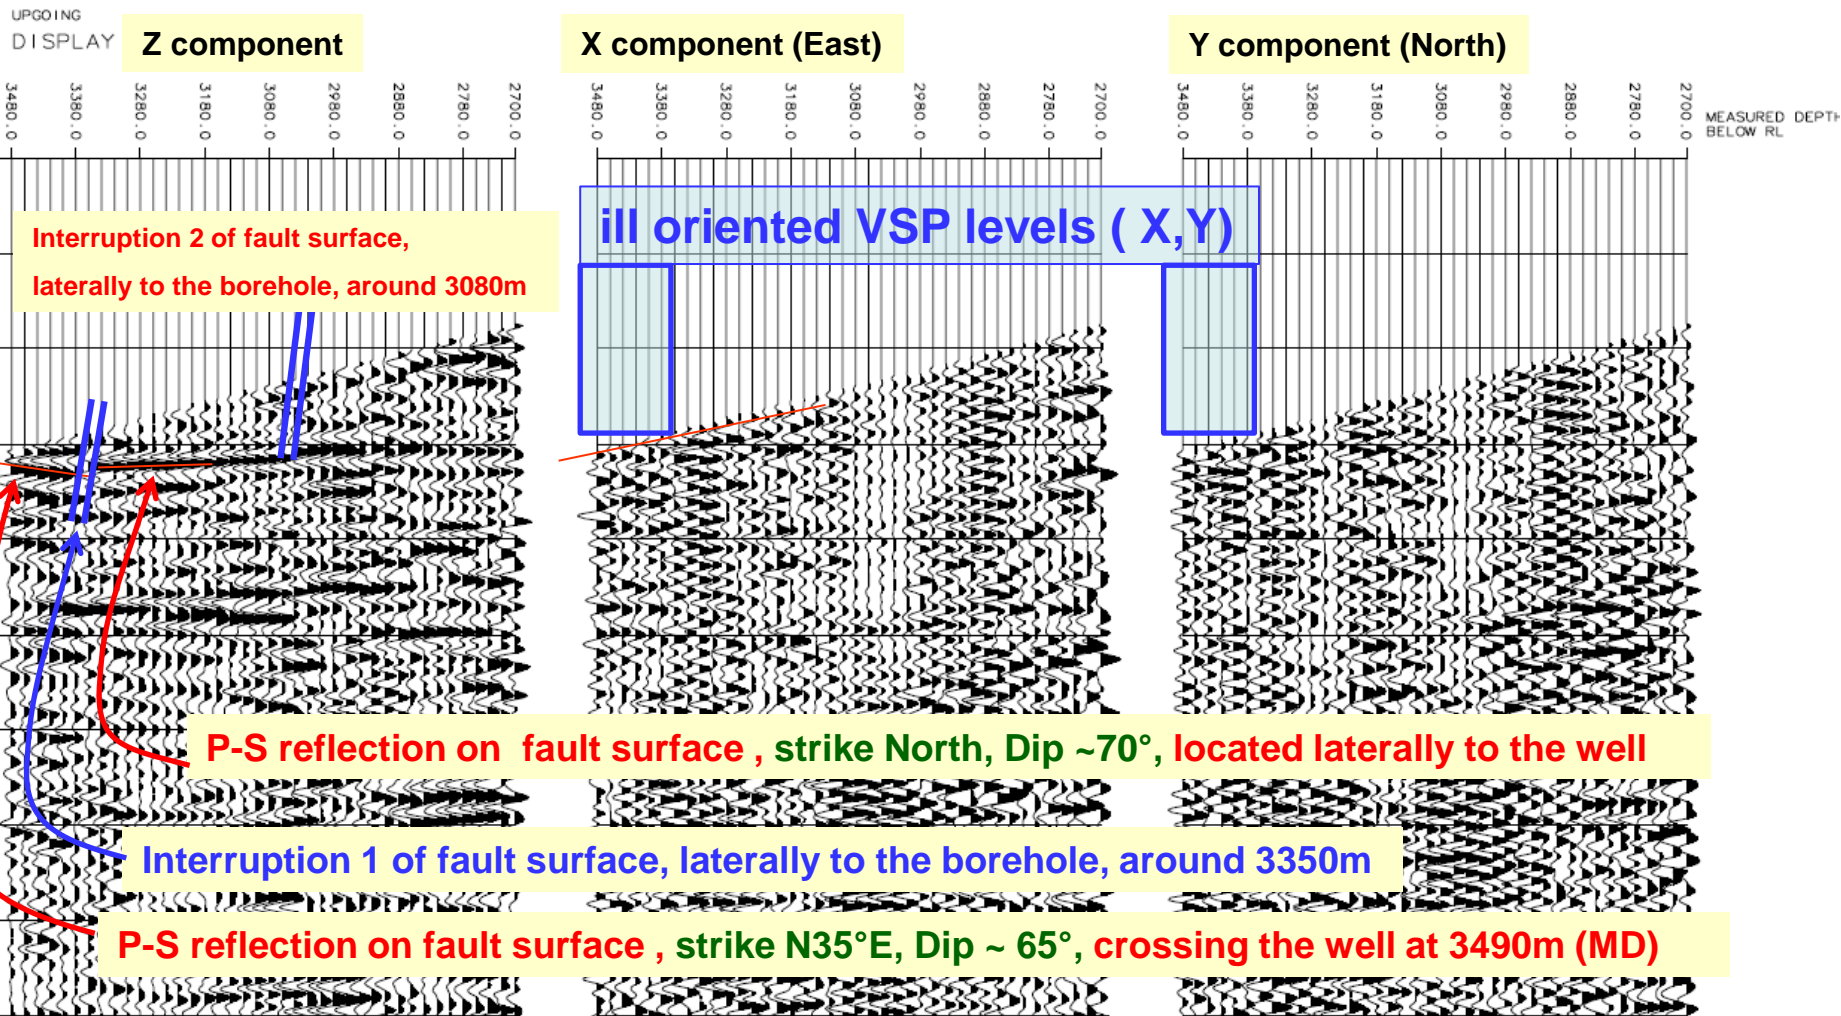 UPGOING
DISPLAY
Z component
X component (East)
Y component (North)
3480.0 3380.0 3280.0 3180.0 3080.0 2980.0 2880.0 2780.0 2700.0
3480.0 3380.0 3280.0 3180.0 3080.0 2980.0 2880.0 2780.0 2700.0
3480.0 3380.0 3280.0 3180.0 3080.0 2980.0 2880.0 2780.0 2700.0
MEASURED DEPTH
BELOW RL
ill oriented VSP levels ( X,Y)
Interruption 2 of fault surface,
laterally to the borehole, around 3080m
P-S reflection on fault surface , strike North, Dip ~70°, located laterally to the well
Interruption 1 of fault surface, laterally to the borehole, around 3350m
P-S reflection on fault surface , strike N35°E, Dip ~ 65°, crossing the well at 3490m (MD)